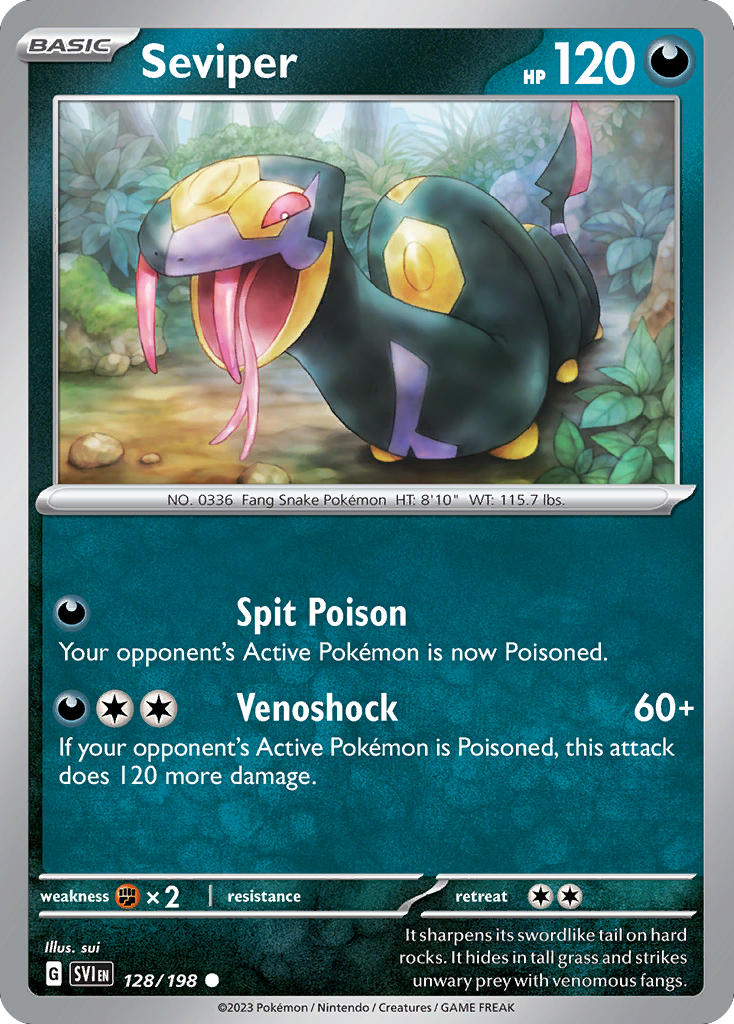 BASIC
Seviper
HP 120
NO. 0336 Fang Snake Pokémon HT: 8'10" WT: 115.7 lbs.
Spit Poison
Your opponent's Active Pokémon is now Poisoned.
Venoshock 60+
If your opponent's Active Pokémon is Poisoned, this attack
does 120 more damage.
weakness ×2 resistance retreat
Illus. sui
It sharpens its swordlike tail on hard
rocks. It hides in tall grass and strikes
unwary prey with venomous fangs.
G SVI EN 128/198
©2023 Pokémon / Nintendo / Creatures / GAME FREAK